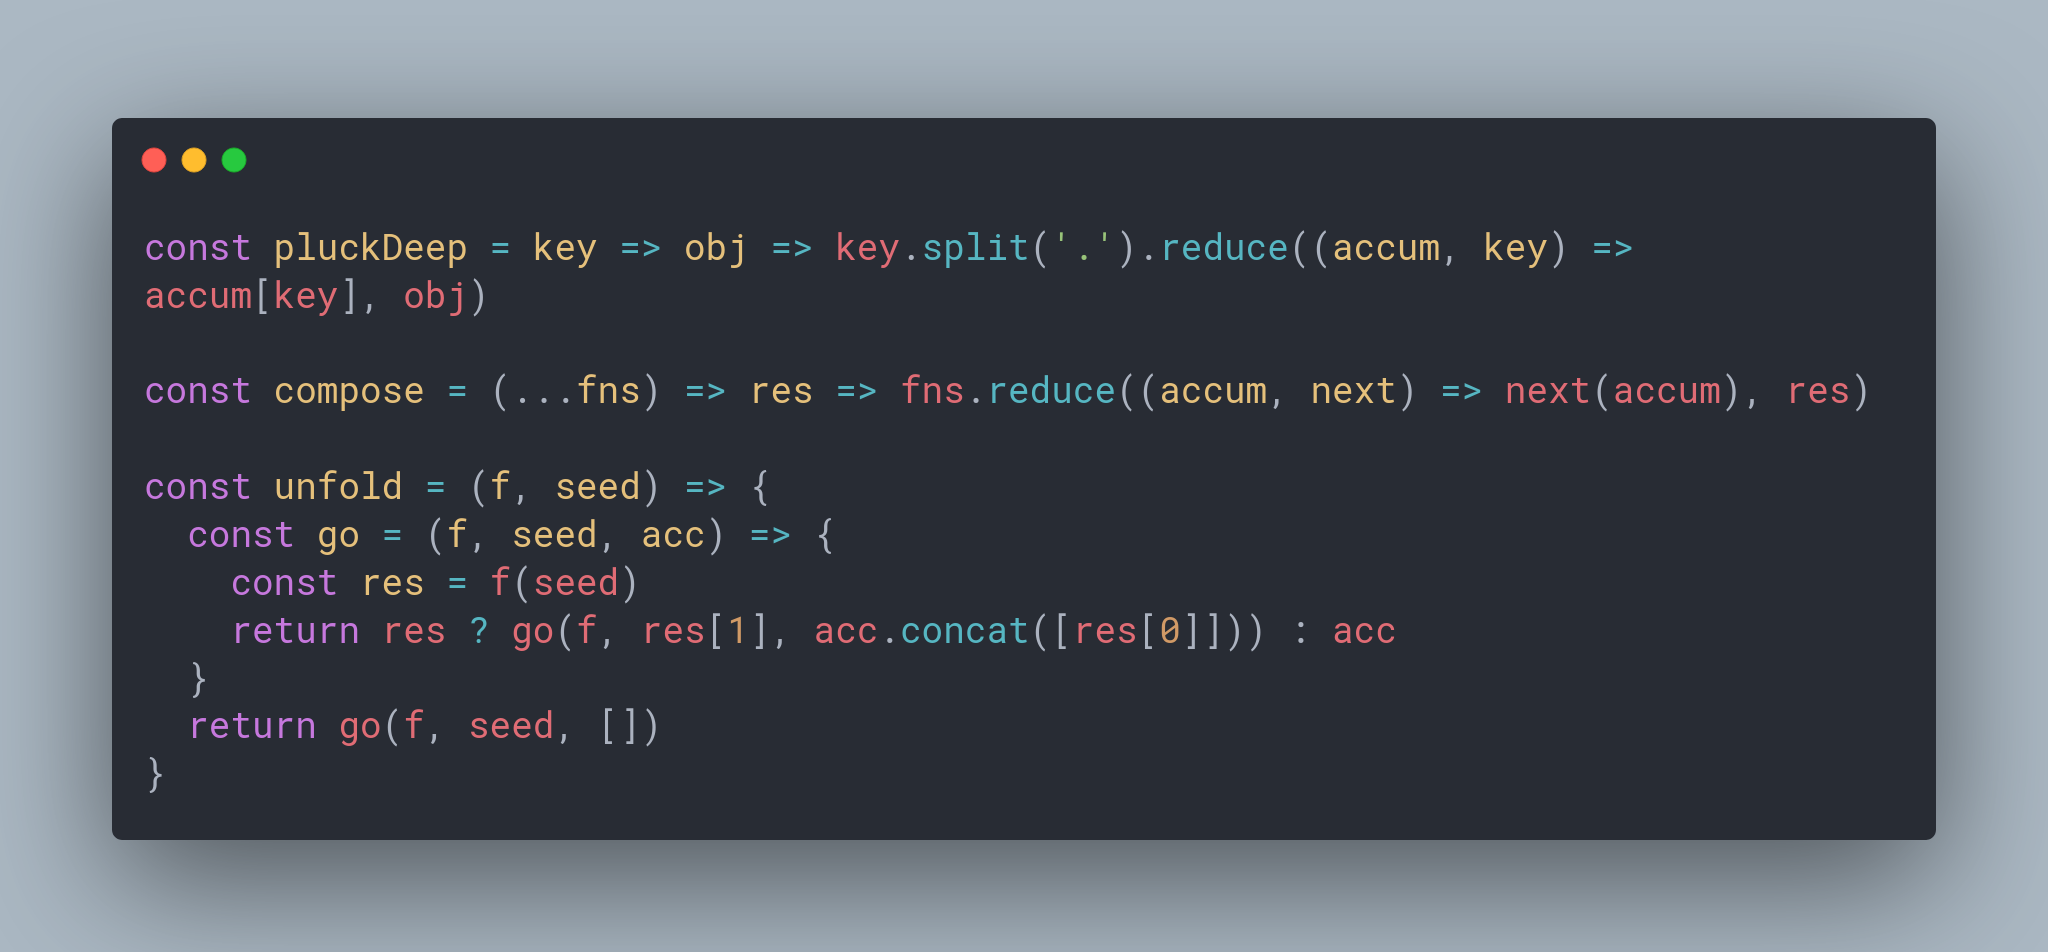 const pluckDeep = key => obj => key.split('.').reduce((accum, key) =>
accum[key], obj)

const compose = (...fns) => res => fns.reduce((accum, next) => next(accum), res)

const unfold = (f, seed) => {
  const go = (f, seed, acc) => {
    const res = f(seed)
    return res ? go(f, res[1], acc.concat([res[0]])) : acc
  }
  return go(f, seed, [])
}